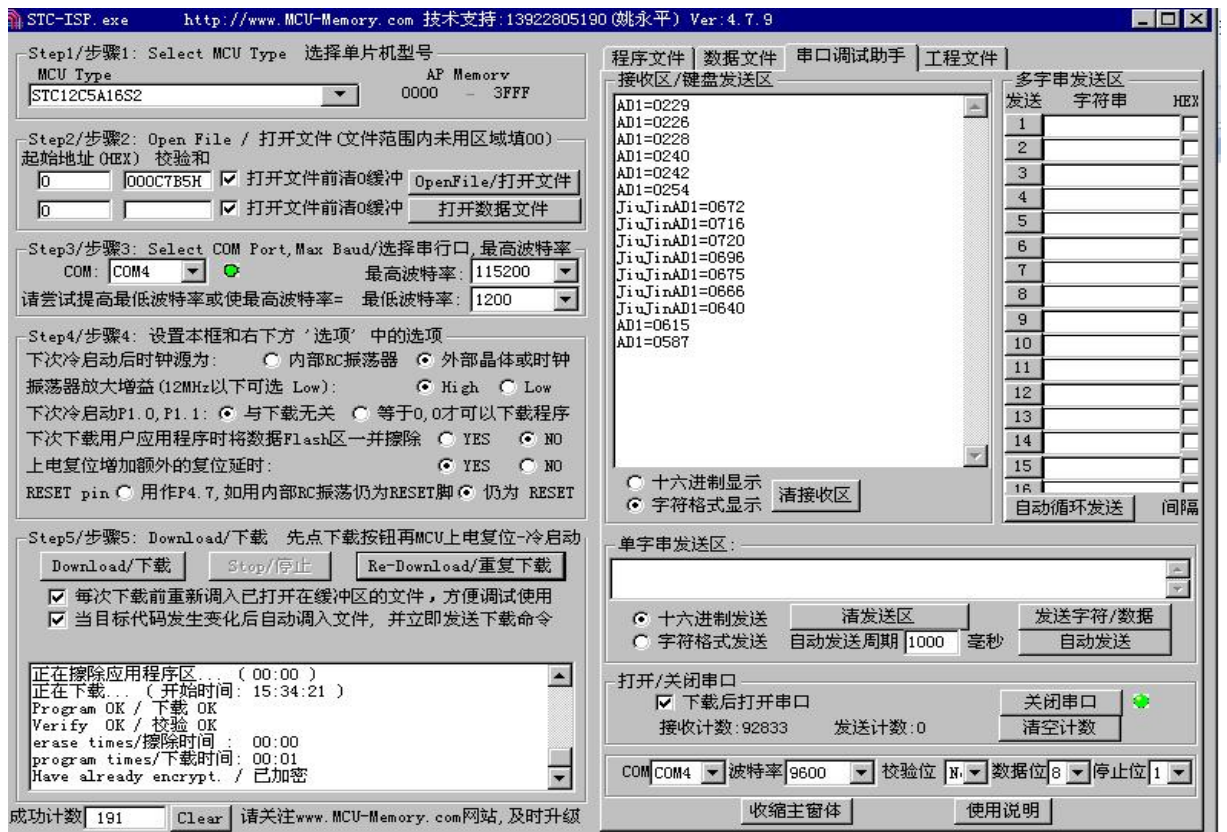 STC-ISP.exe http://www.MCU-Memory.com 技术支持:13922805190(姚永平) Ver:4.7.9
Step1/步骤1: Select MCU Type 选择单片机型号
MCU Type AP Memory
STC12C5A16S2 0000 - 3FFF
Step2/步骤2: Open File / 打开文件(文件范围内未用区域填00)
起始地址(HEX) 校验和
0 000C7B5H 打开文件前清0缓冲 OpenFile/打开文件
0 打开文件前清0缓冲 打开数据文件
Step3/步骤3: Select COM Port,Max Baud/选择串行口,最高波特率
COM: COM4 最高波特率: 115200
请尝试提高最低波特率或使最高波特率= 最低波特率: 1200
Step4/步骤4: 设置本框和右下方 '选项' 中的选项
下次冷启动后时钟源为: 内部RC振荡器 外部晶体或时钟
振荡器放大增益(12MHz以下可选 Low): High Low
下次冷启动P1.0,P1.1: 与下载无关 等于0,0才可以下载程序
下次下载用户应用程序时将数据Flash区一并擦除 YES NO
上电复位增加额外的复位延时: YES NO
RESET pin 用作P4.7,如用内部RC振荡仍为RESET脚 仍为 RESET
Step5/步骤5: Download/下载 先点下载按钮再MCU上电复位-冷启动
Download/下载 Stop/停止 Re-Download/重复下载
每次下载前重新调入已打开在缓冲区的文件,方便调试使用
当目标代码发生变化后自动调入文件, 并立即发送下载命令
正在擦除应用程序区... ( 00:00 )
正在下载... ( 开始时间: 15:34:21 )
Program OK / 下载 OK
Verify OK / 校验 OK
erase times/擦除时间 : 00:00
program times/下载时间: 00:01
Have already encrypt. / 已加密
成功计数 191 Clear 请关注www.MCU-Memory.com网站,及时升级
程序文件 数据文件 串口调试助手 工程文件
接收区/键盘发送区
AD1=0229
AD1=0226
AD1=0228
AD1=0240
AD1=0242
AD1=0254
JiuJinAD1=0672
JiuJinAD1=0716
JiuJinAD1=0720
JiuJinAD1=0696
JiuJinAD1=0675
JiuJinAD1=0666
JiuJinAD1=0640
AD1=0615
AD1=0587
十六进制显示
字符格式显示 清接收区
多字串发送区
发送 字符串 HEX
1
2
3
4
5
6
7
8
9
10
11
12
13
14
15
16
自动循环发送 间隔
单字串发送区:
十六进制发送 清发送区 发送字符/数据
字符格式发送 自动发送周期 1000 毫秒 自动发送
打开/关闭串口
下载后打开串口 关闭串口
接收计数:92833 发送计数:0 清空计数
COM COM4 波特率 9600 校验位 N. 数据位 8 停止位 1
收缩主窗体 使用说明